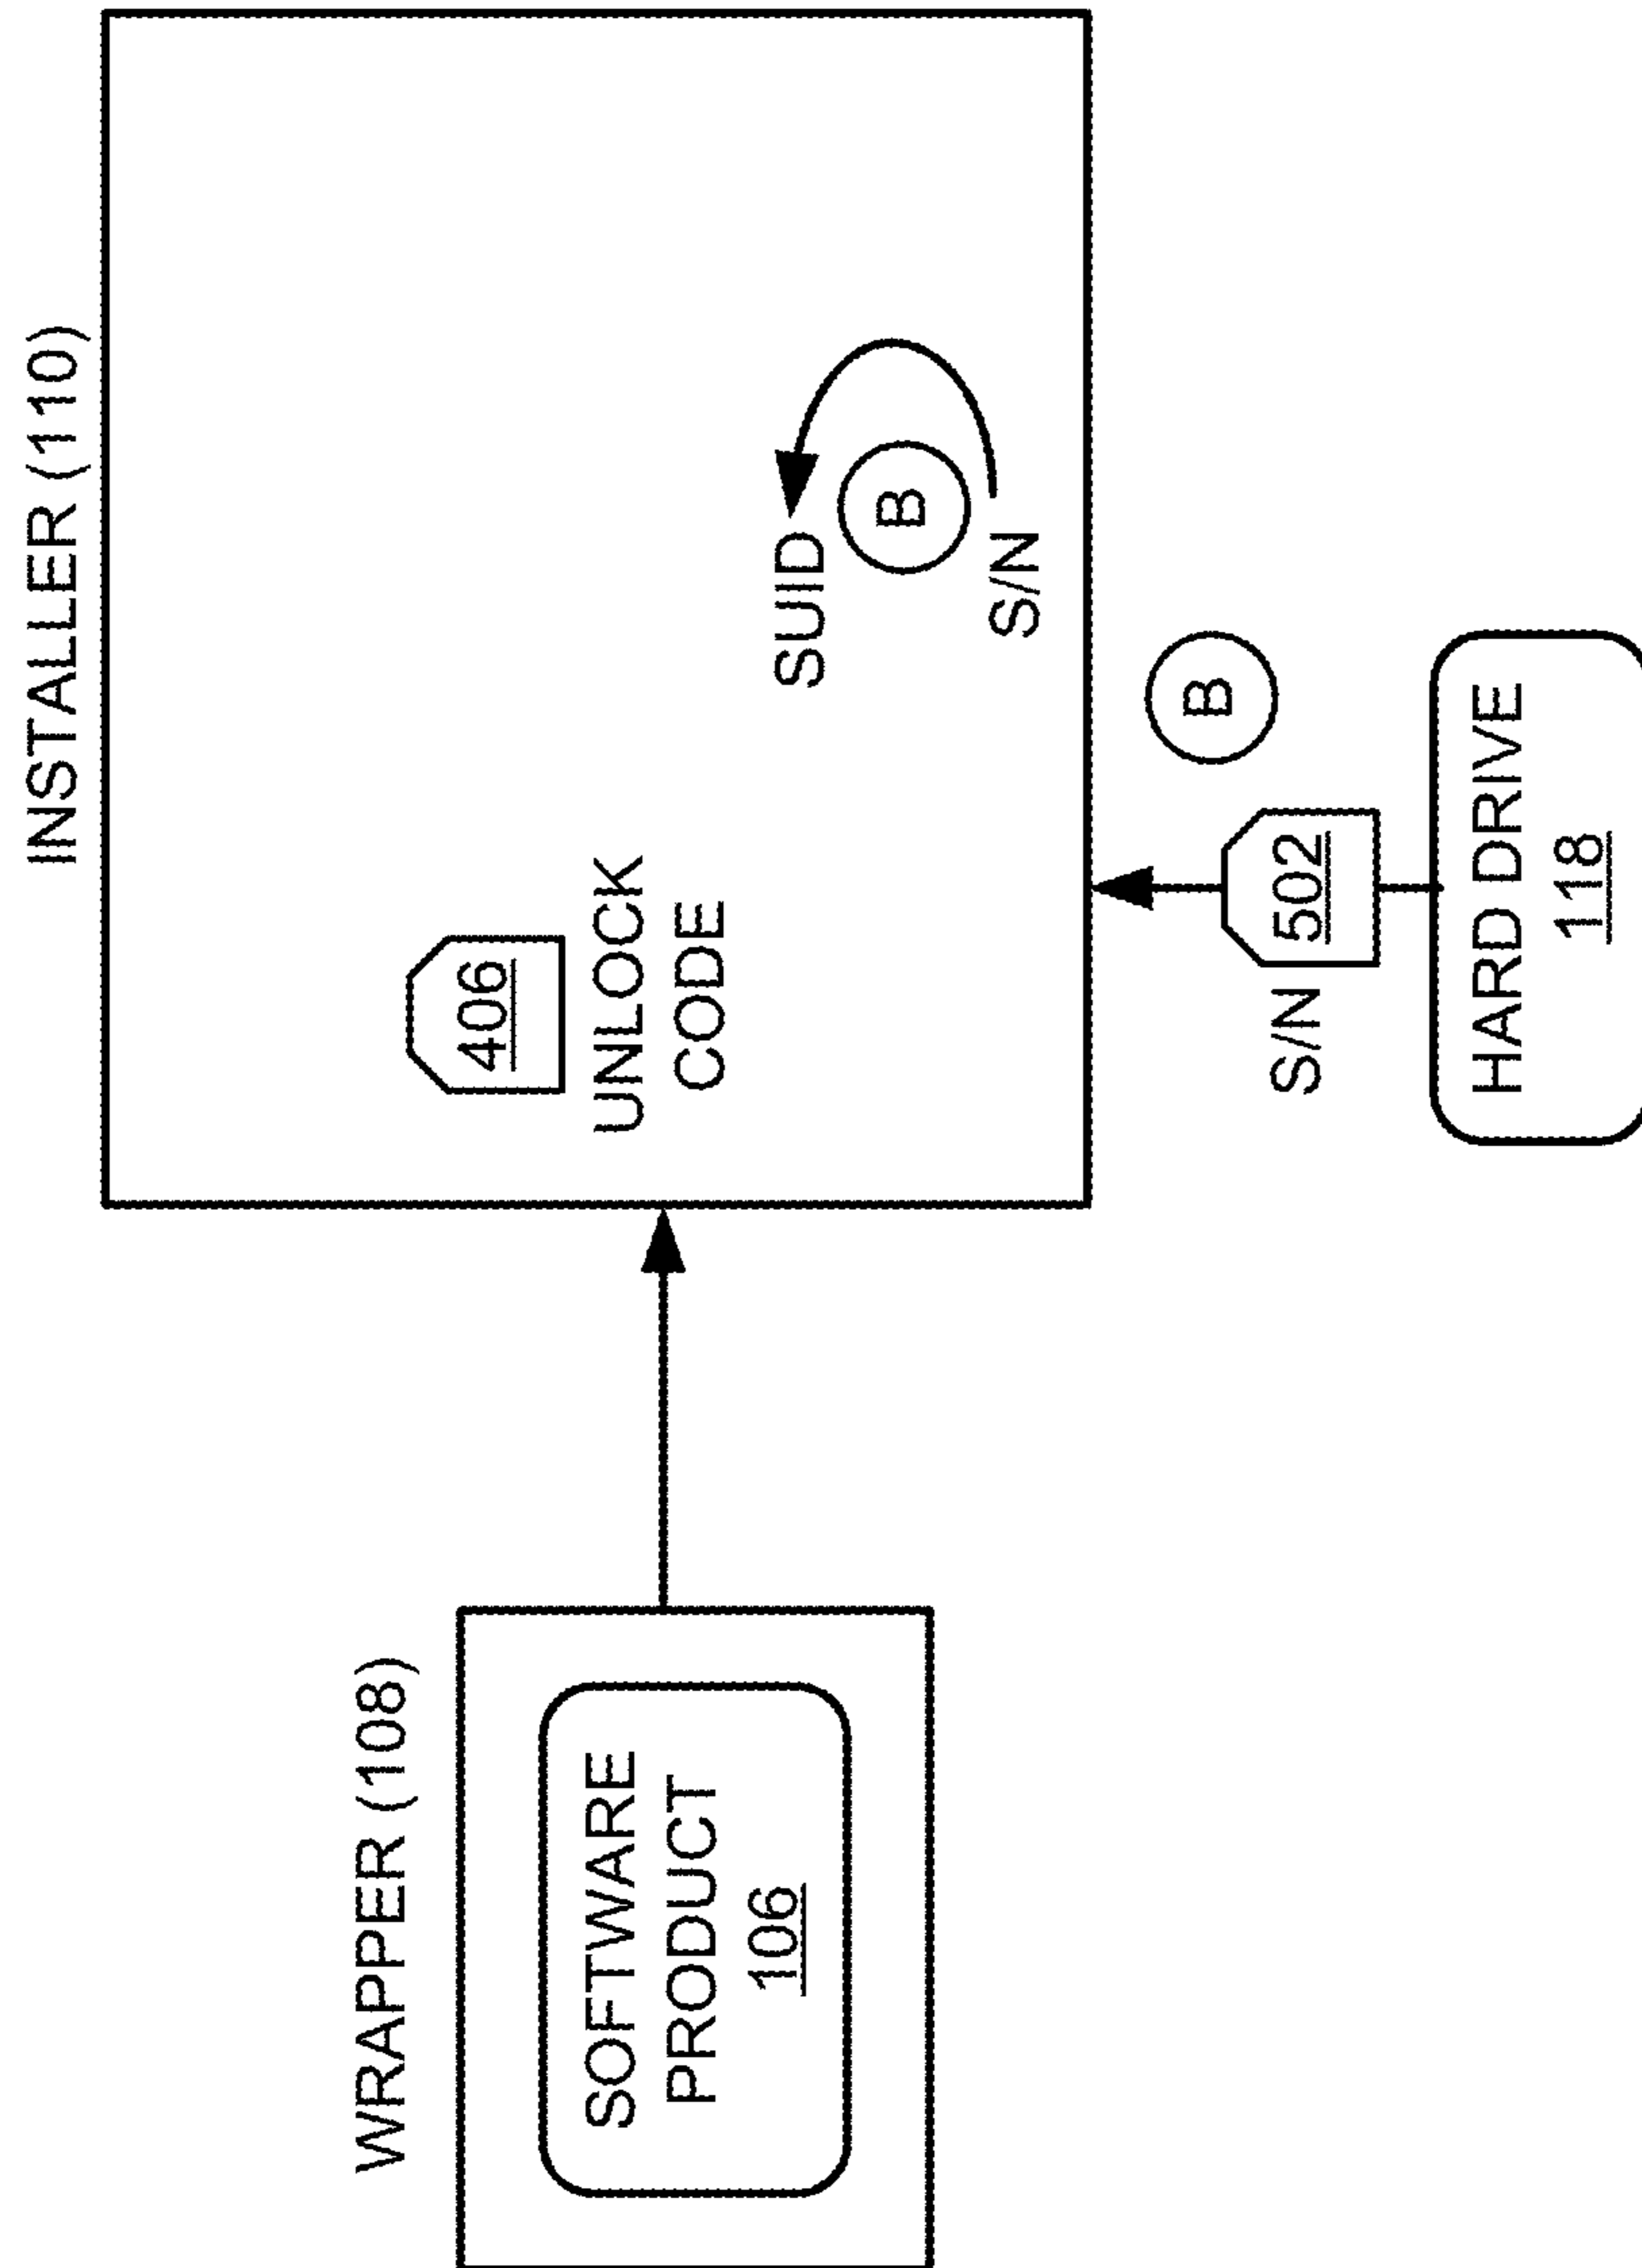 WRAPPER (108)
SOFTWARE
PRODUCT
106
INSTALLER (110)
406
UNLOCK
CODE
SUID
B
S/N
B
S/N
502
HARD DRIVE
118